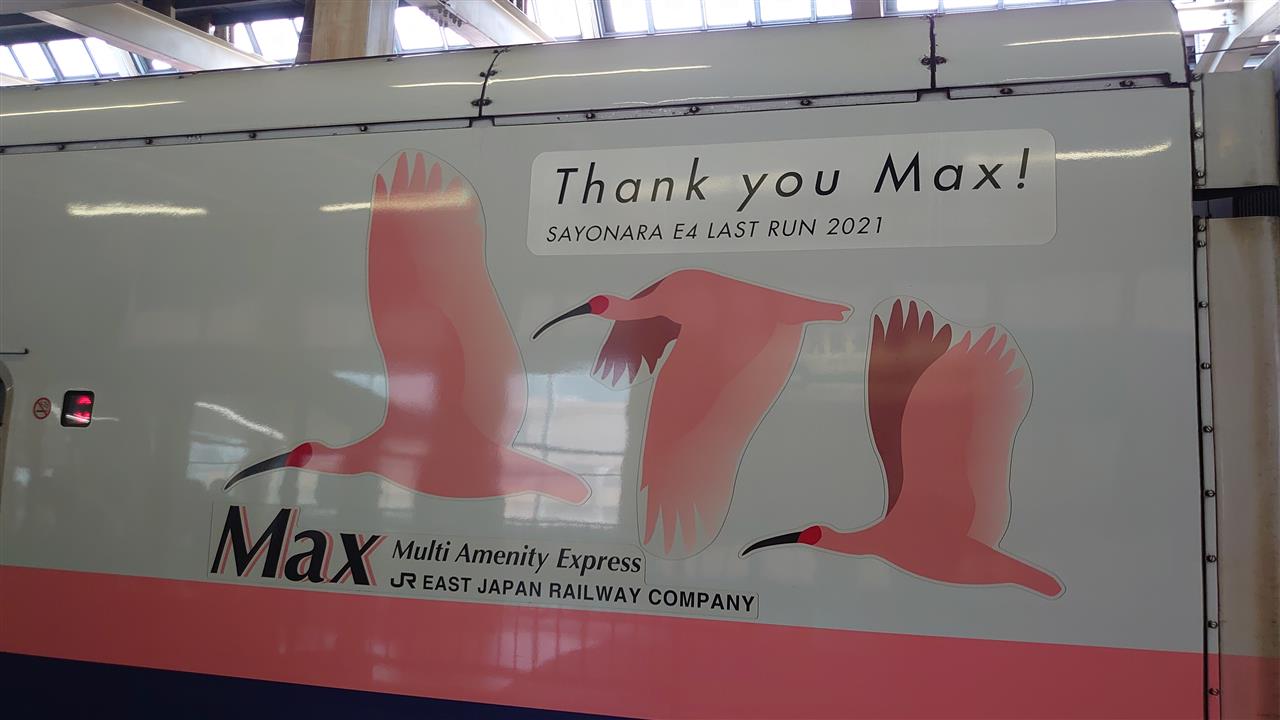 Thank you Max!
SAYONARA E4 LAST RUN 2021
Max Multi Amenity Express
JR EAST JAPAN RAILWAY COMPANY